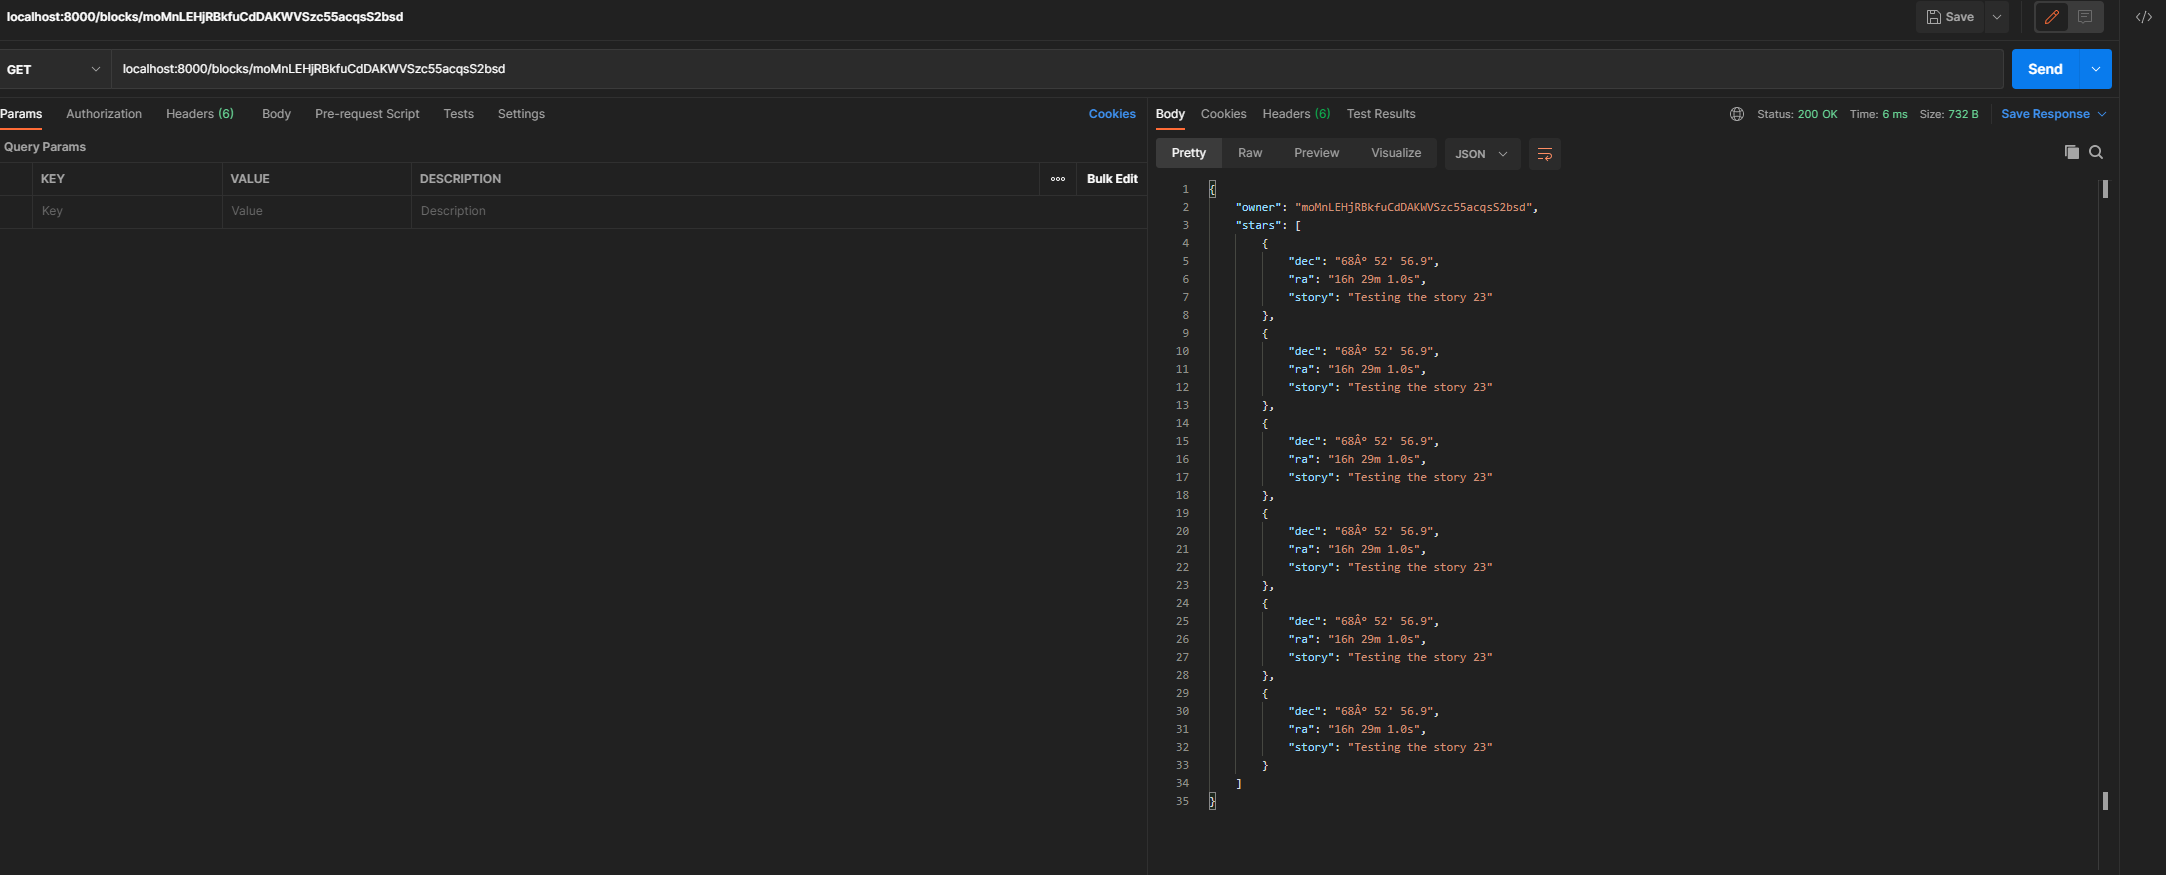 localhost:8000/blocks/moMnLEHjRBkfuCdDAKWVSzc55acqsS2bsd
Save
GET
localhost:8000/blocks/moMnLEHjRBkfuCdDAKWVSzc55acqsS2bsd
Send
Params Authorization Headers (6) Body Pre-request Script Tests Settings Cookies
Query Params
KEY VALUE DESCRIPTION Bulk Edit
Key Value Description
Body Cookies Headers (6) Test Results Status: 200 OK Time: 6 ms Size: 732 B Save Response
Pretty Raw Preview Visualize JSON
1 {
2 "owner": "moMnLEHjRBkfuCdDAKWVSzc55acqsS2bsd",
3 "stars": [
4 {
5 "dec": "68Âº 52' 56.9",
6 "ra": "16h 29m 1.0s",
7 "story": "Testing the story 23"
8 },
9 {
10 "dec": "68Âº 52' 56.9",
11 "ra": "16h 29m 1.0s",
12 "story": "Testing the story 23"
13 },
14 {
15 "dec": "68Âº 52' 56.9",
16 "ra": "16h 29m 1.0s",
17 "story": "Testing the story 23"
18 },
19 {
20 "dec": "68Âº 52' 56.9",
21 "ra": "16h 29m 1.0s",
22 "story": "Testing the story 23"
23 },
24 {
25 "dec": "68Âº 52' 56.9",
26 "ra": "16h 29m 1.0s",
27 "story": "Testing the story 23"
28 },
29 {
30 "dec": "68Âº 52' 56.9",
31 "ra": "16h 29m 1.0s",
32 "story": "Testing the story 23"
33 }
34 ]
35 }